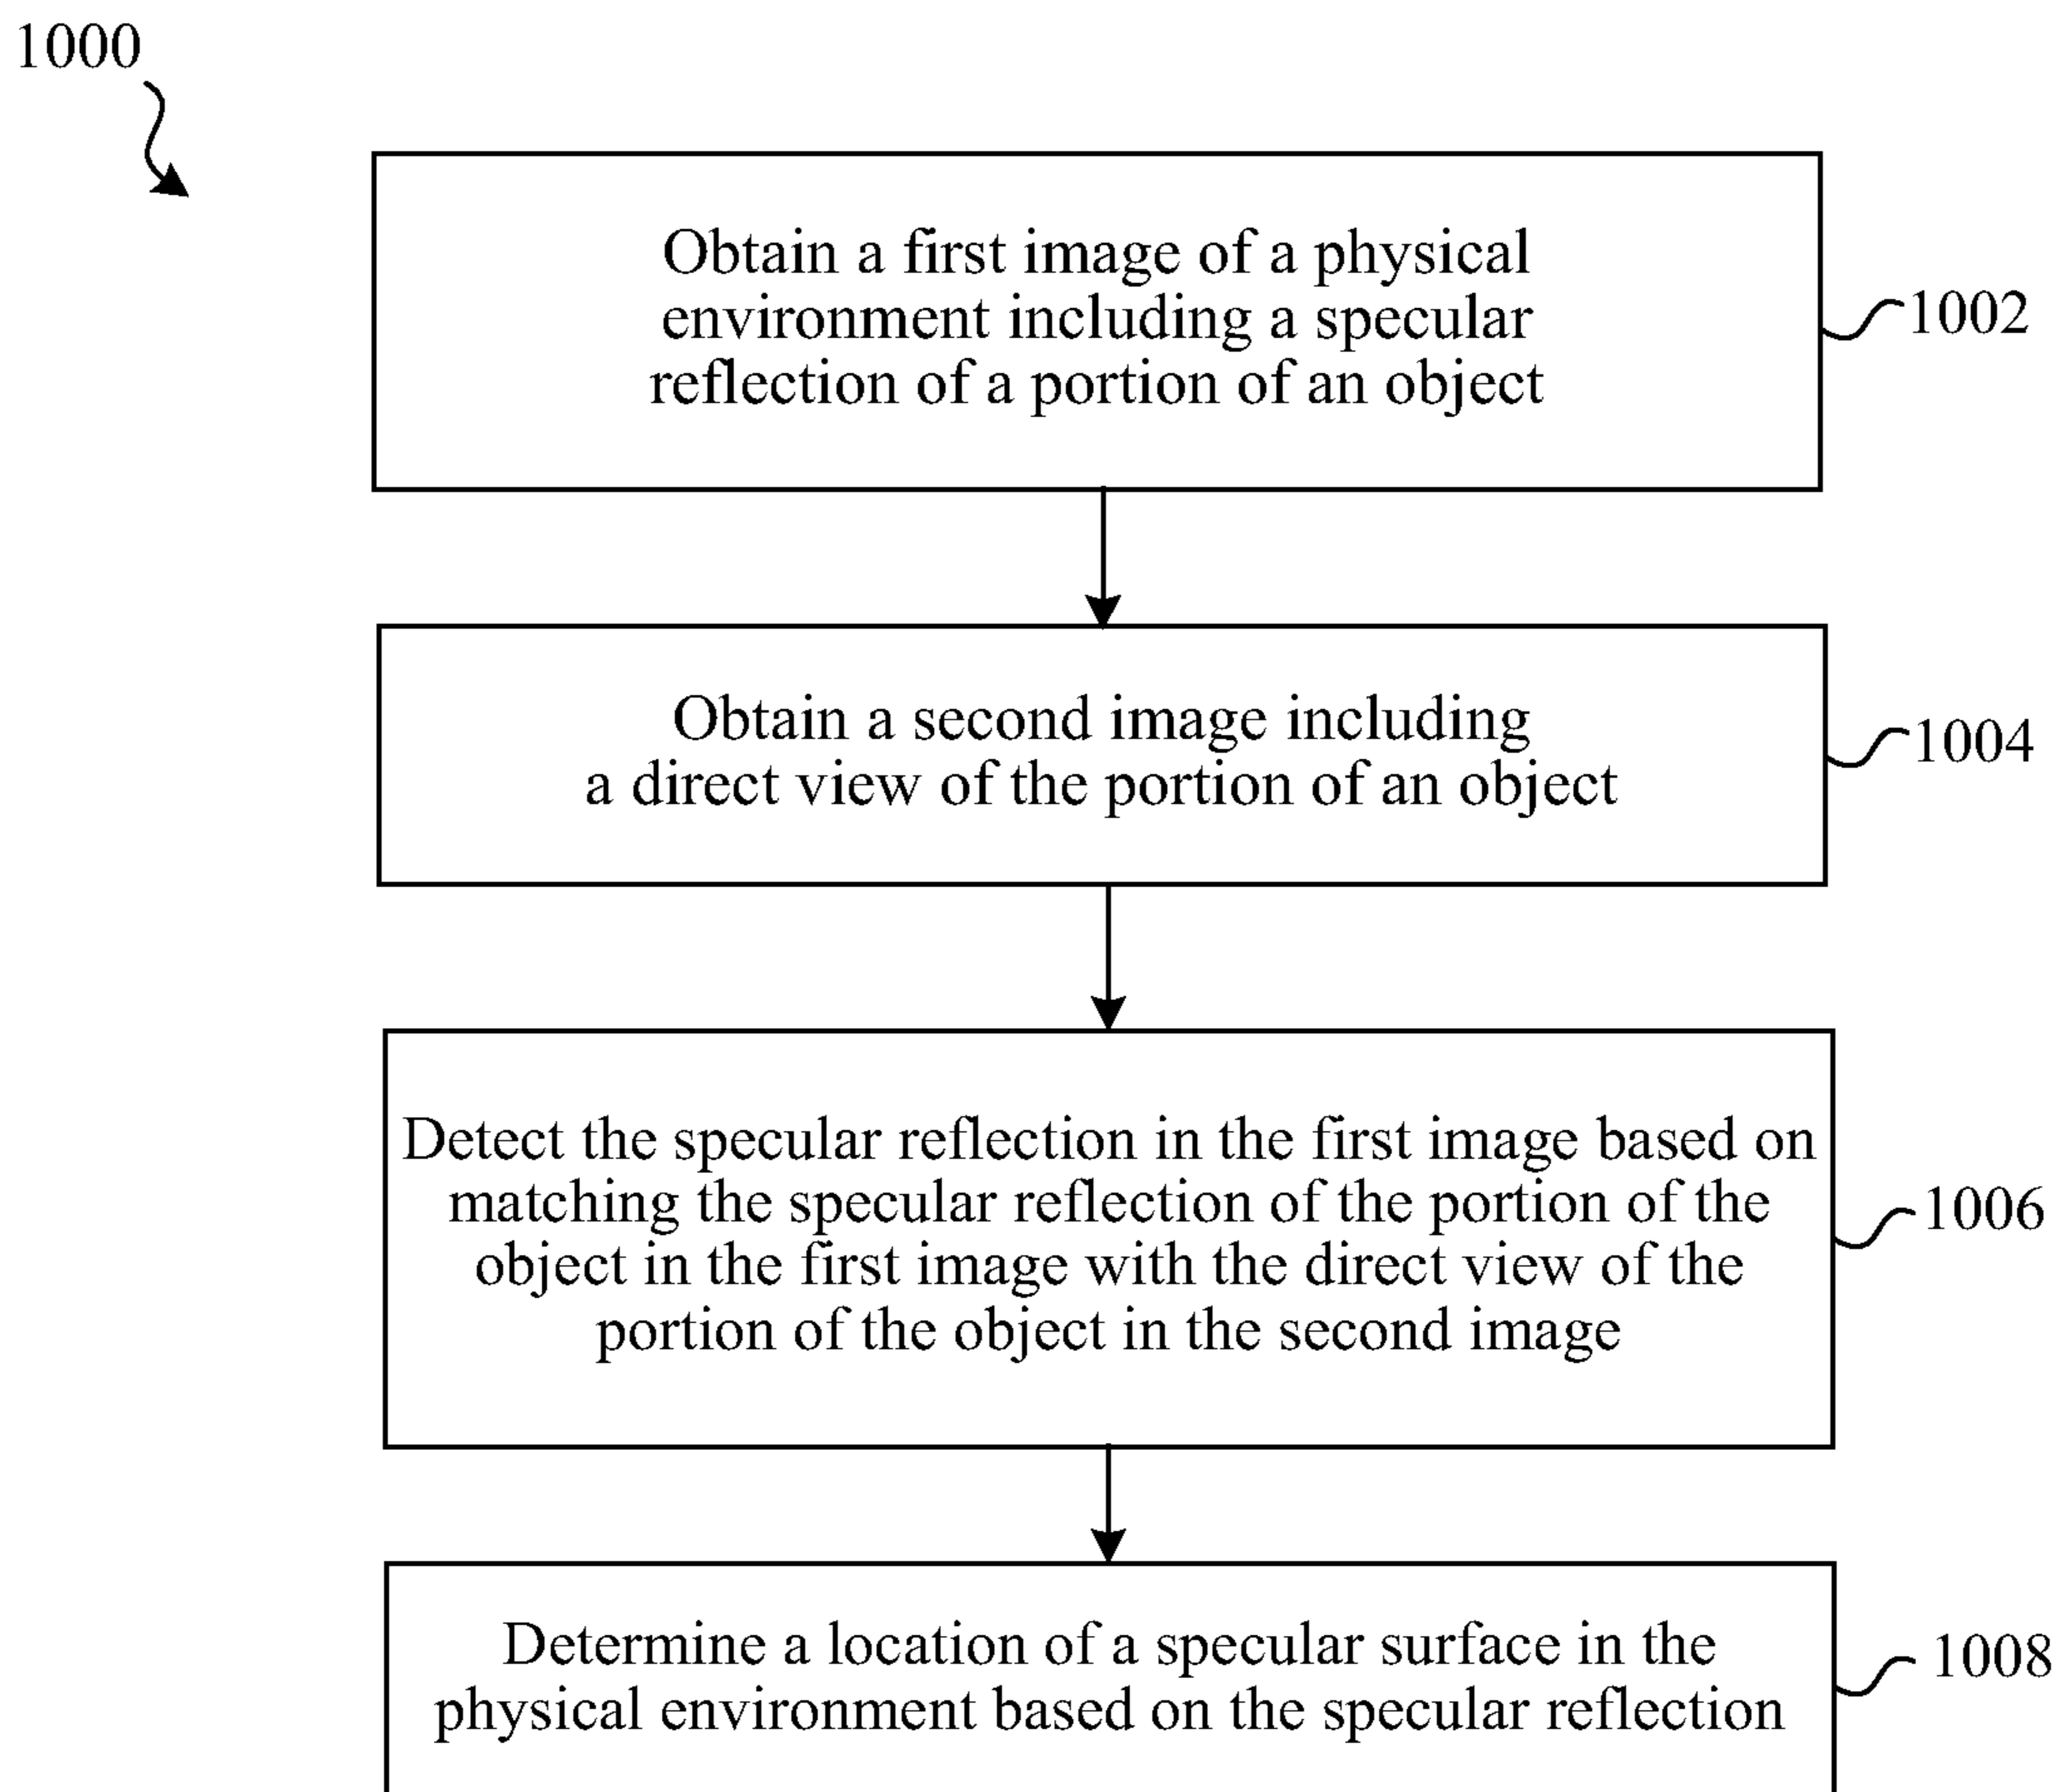 1000
Obtain a first image of a physical
environment including a specular
reflection of a portion of an object
1002
Obtain a second image including
a direct view of the portion of an object
1004
Detect the specular reflection in the first image based on
matching the specular reflection of the portion of the
object in the first image with the direct view of the
portion of the object in the second image
1006
Determine a location of a specular surface in the
physical environment based on the specular reflection
1008